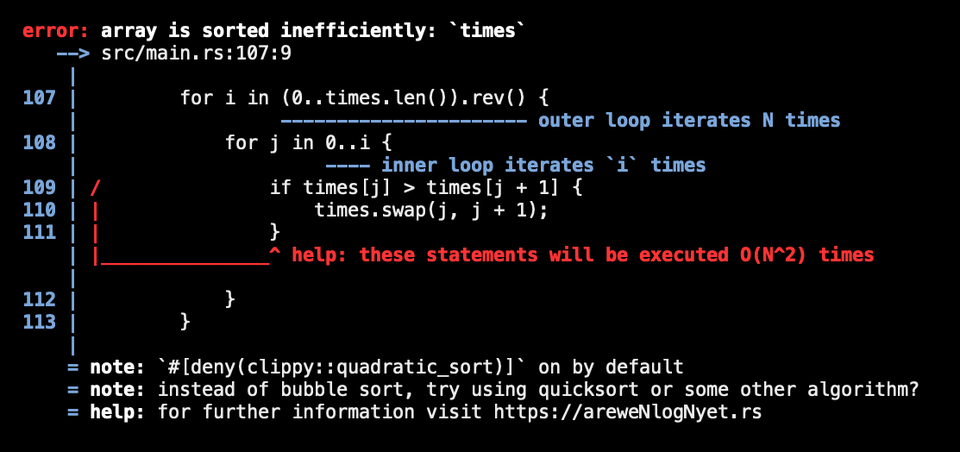 error: array is sorted inefficiently: `times`
--> src/main.rs:107:9
|
107 | for i in (0..times.len()).rev() {
| ---------------------- outer loop iterates N times
108 | for j in 0..i {
| ---- inner loop iterates `i` times
109 | / if times[j] > times[j + 1] {
110 | | times.swap(j, j + 1);
111 | | }
| |_______________^ help: these statements will be executed O(N^2) times
|
112 | }
113 | }
|
= note: `#[deny(clippy::quadratic_sort)]` on by default
= note: instead of bubble sort, try using quicksort or some other algorithm?
= help: for further information visit https://areweNlogNyet.rs